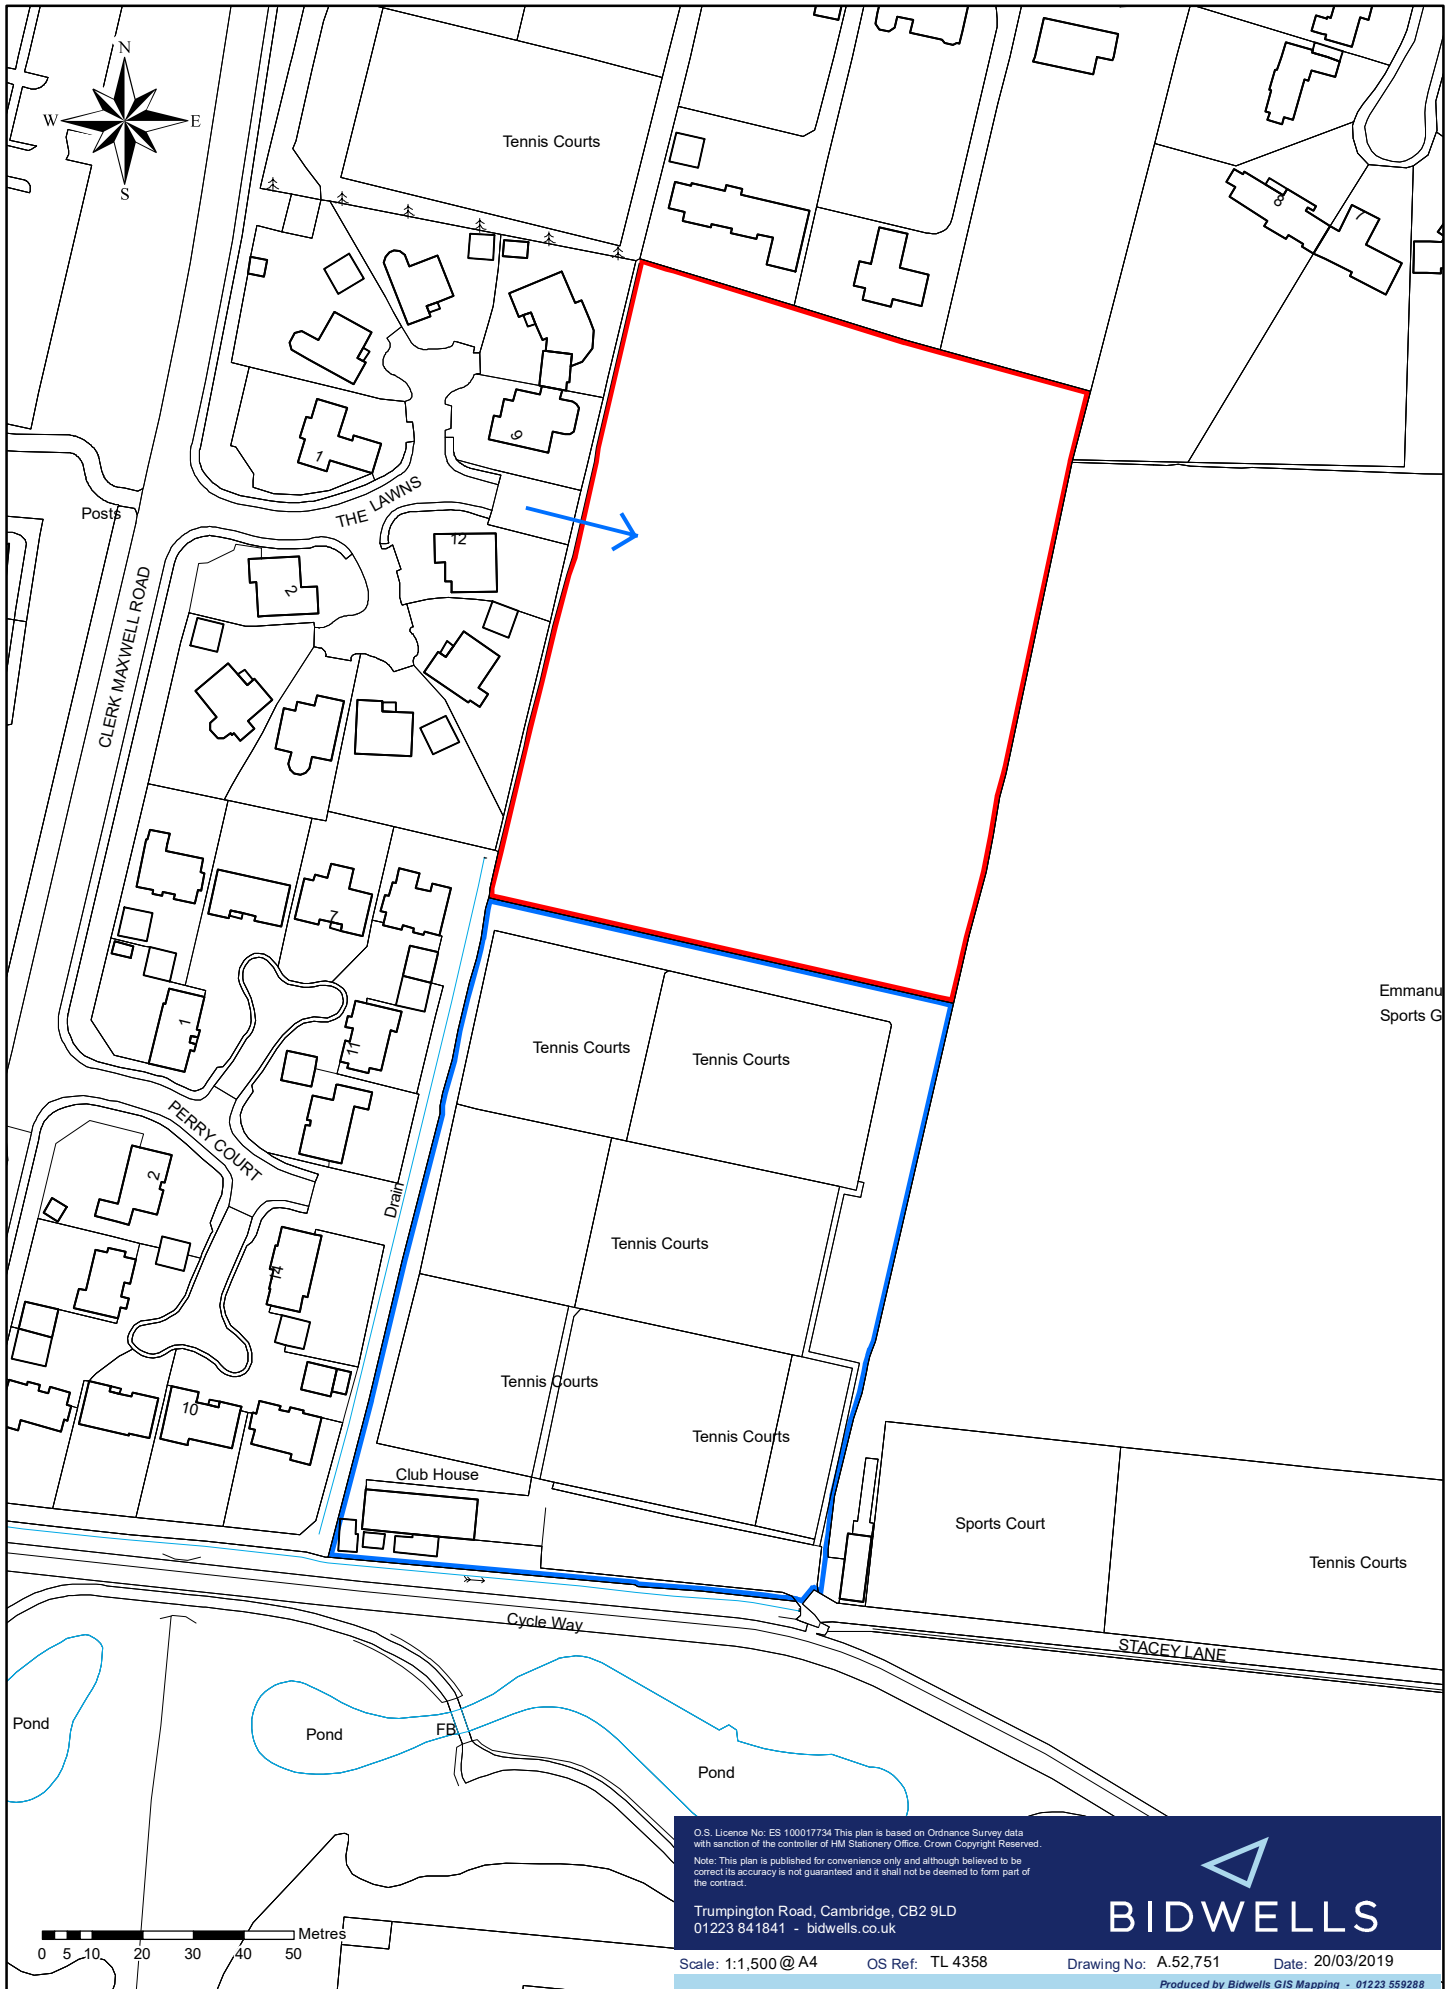 N
W
E
S
Tennis Courts
8
7
9
1
THE LAWNS
Posts
12
2
CLERK MAXWELL ROAD
7
1
11
Emmanu
Sports G
Tennis Courts
Tennis Courts
PERRY COURT
2
Drain
Tennis Courts
14
Tennis Courts
10
Tennis Courts
Club House
Sports Court
Tennis Courts
Cycle Way
STACEY LANE
Pond
Pond
FB
Pond
O.S. Licence No: ES 100017734 This plan is based on Ordnance Survey data
with sanction of the controller of HM Stationery Office. Crown Copyright Reserved.
Note: This plan is published for convenience only and although believed to be
correct its accuracy is not guaranteed and it shall not be deemed to form part of
the contract.
Trumpington Road, Cambridge, CB2 9LD
01223 841841 - bidwells.co.uk
BIDWELLS
Metres
0 5 10 20 30 40 50
Scale: 1:1,500 @ A4 OS Ref: TL 4358 Drawing No: A.52,751 Date: 20/03/2019
Produced by Bidwells GIS Mapping - 01223 559288